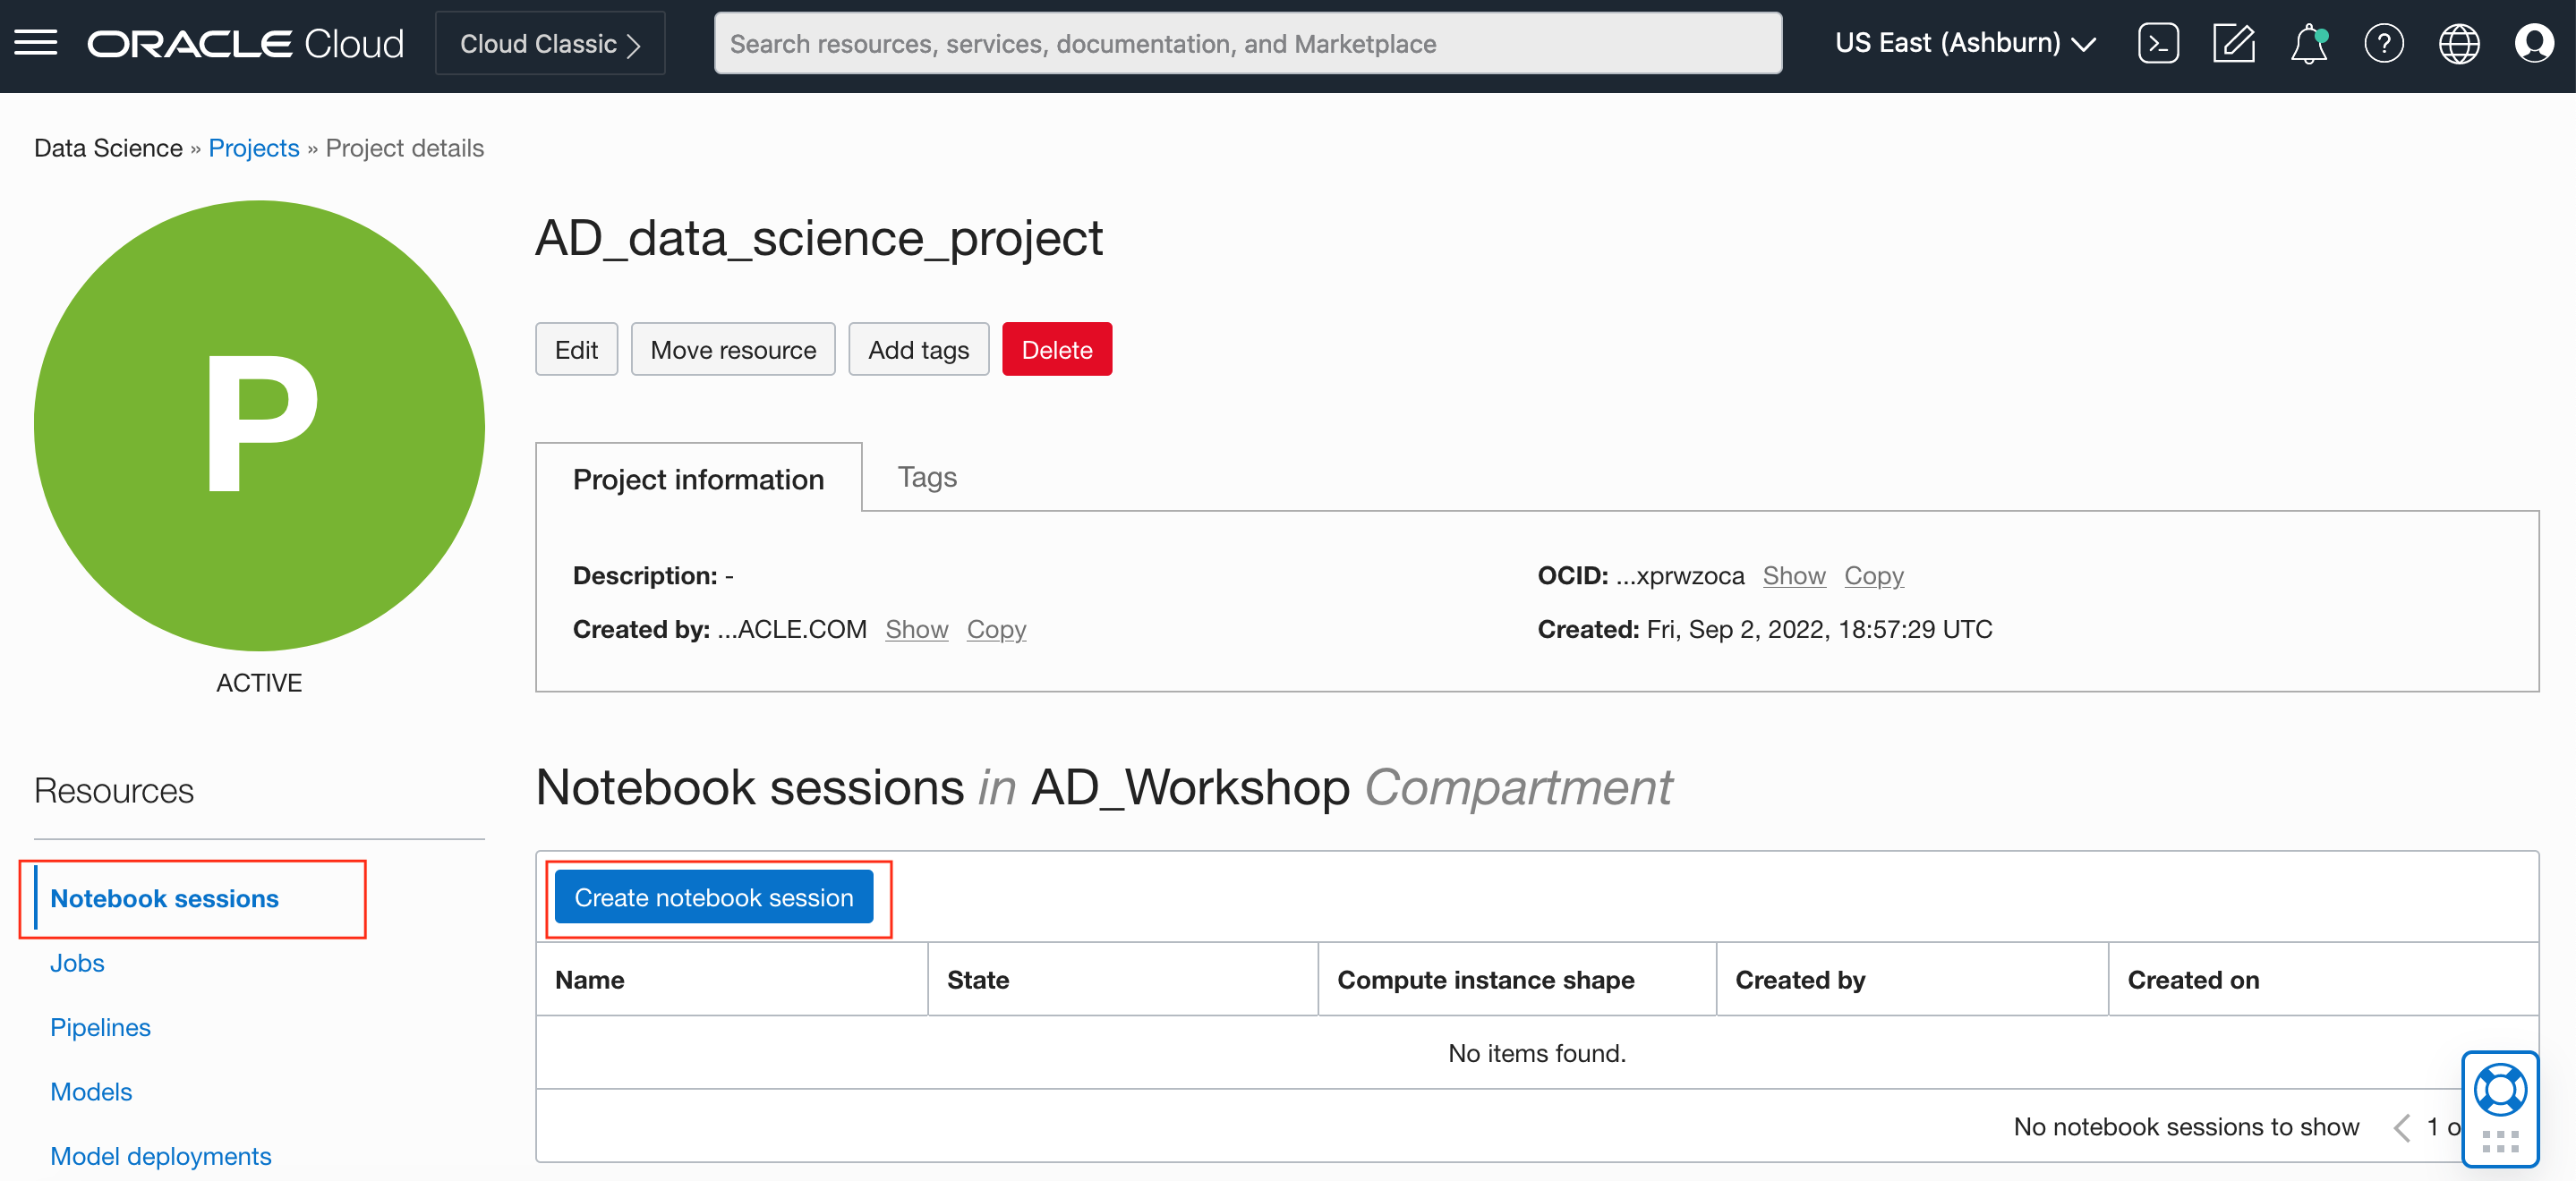 ORACLE Cloud
Cloud Classic
Search resources, services, documentation, and Marketplace
US East (Ashburn)
Data Science » Projects » Project details
P
ACTIVE
AD_data_science_project
Edit
Move resource
Add tags
Delete
Project information
Tags
Description: -
OCID: ...xprwzoca Show Copy
Created by: ...ACLE.COM Show Copy
Created: Fri, Sep 2, 2022, 18:57:29 UTC
Resources
Notebook sessions
Jobs
Pipelines
Models
Model deployments
Notebook sessions in AD_Workshop Compartment
Create notebook session
Name State Compute instance shape Created by Created on
No items found.
No notebook sessions to show 1 o